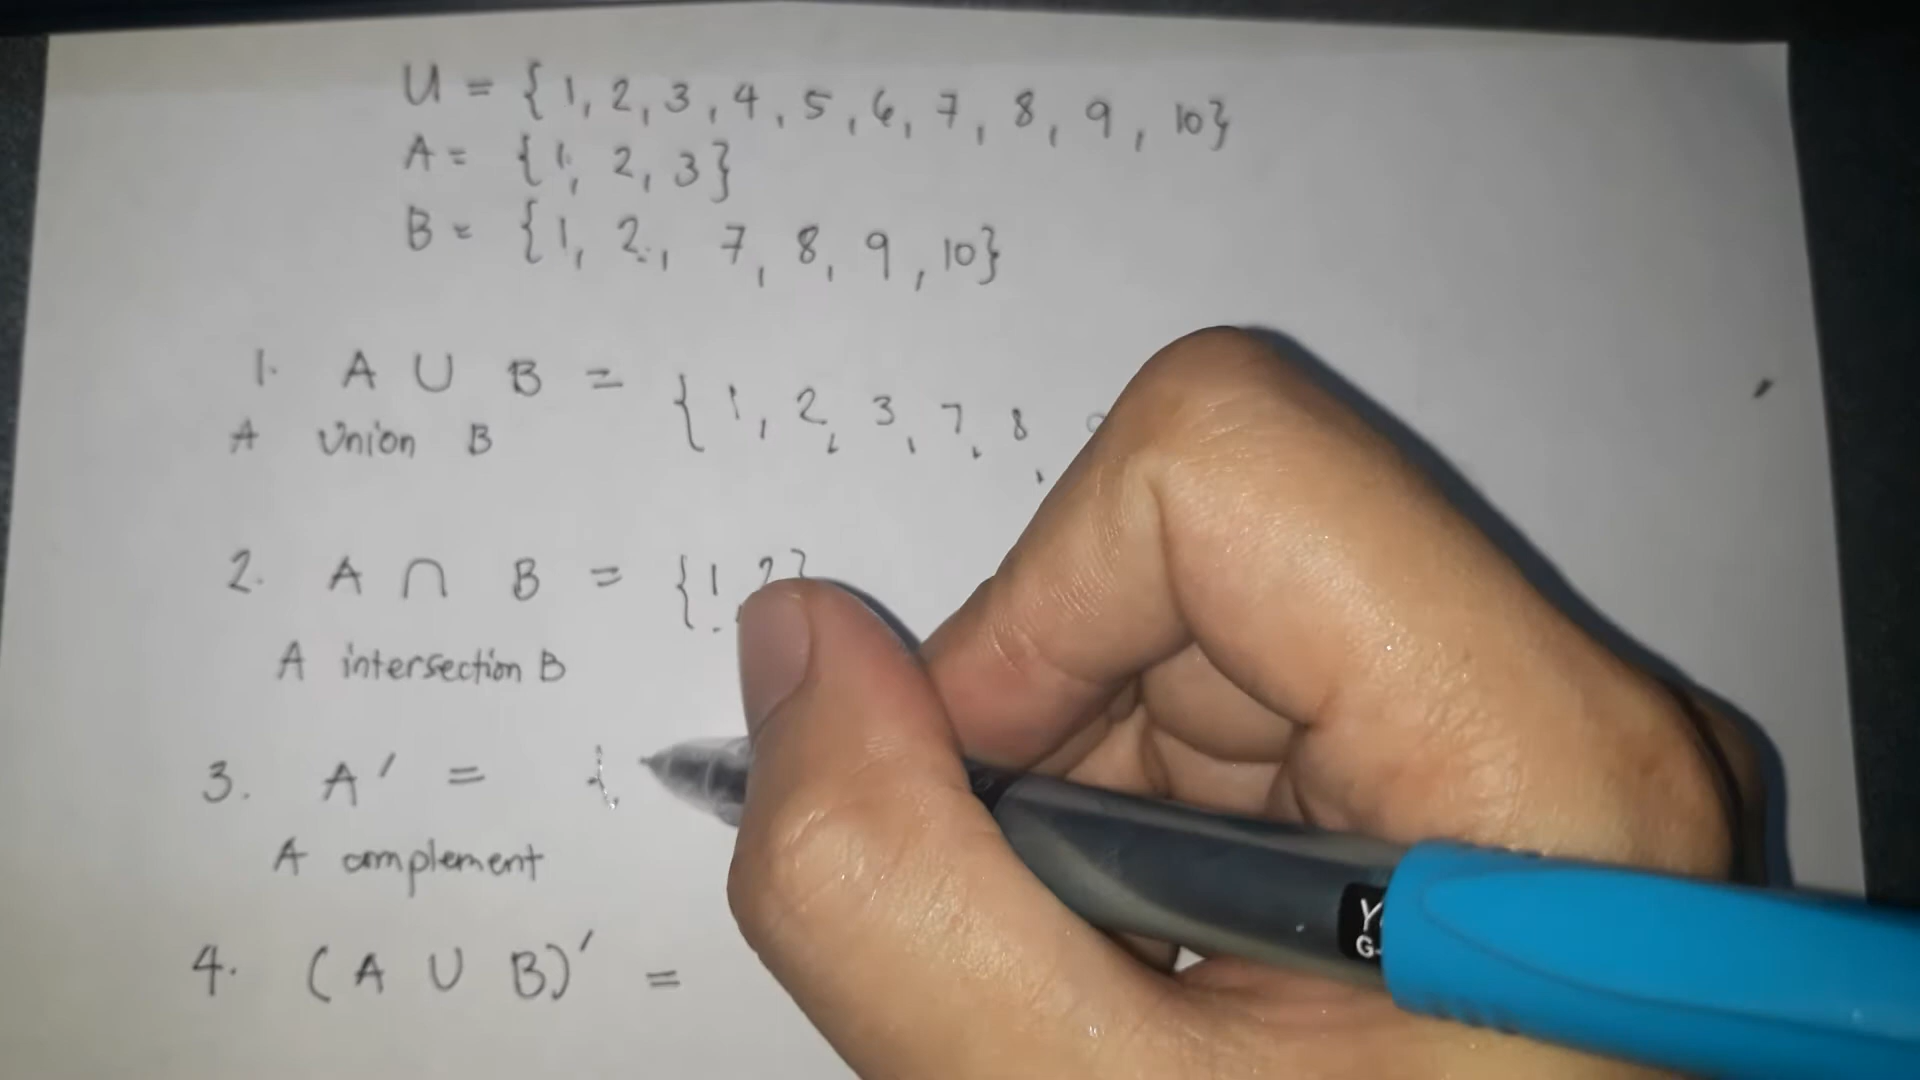 U = { 1, 2, 3, 4, 5, 6, 7, 8, 9, 10}
A = {1, 2, 3}
B = {1, 2, 7, 8, 9, 10}
1. A ∪ B = { 1, 2, 3, 7, 8,
A Union B
2. A ∩ B = {1, 2}
A intersection B
3. A' = {
A complement
4. (A ∪ B)' =